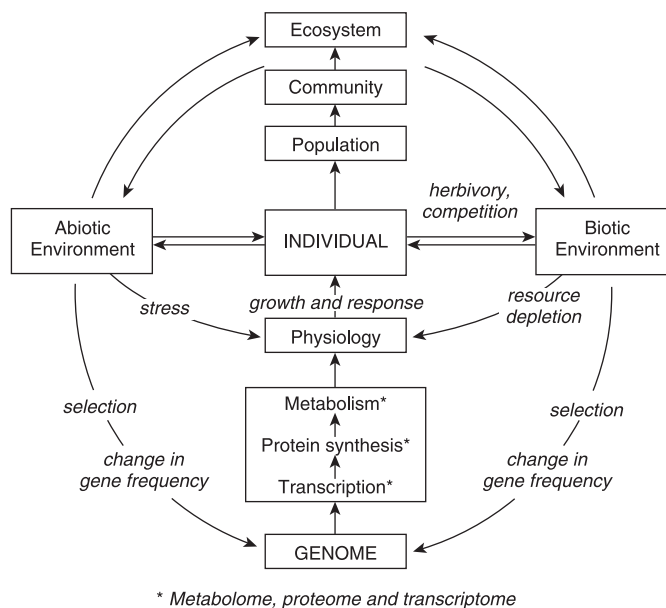 Ecosystem
Community
Population
herbivory,
competition
Abiotic
Environment
INDIVIDUAL
Biotic
Environment
stress
growth and response
resource
depletion
Physiology
Metabolism*
selection
selection
Protein synthesis*
change in
gene frequency
change in
gene frequency
Transcription*
GENOME
* Metabolome, proteome and transcriptome